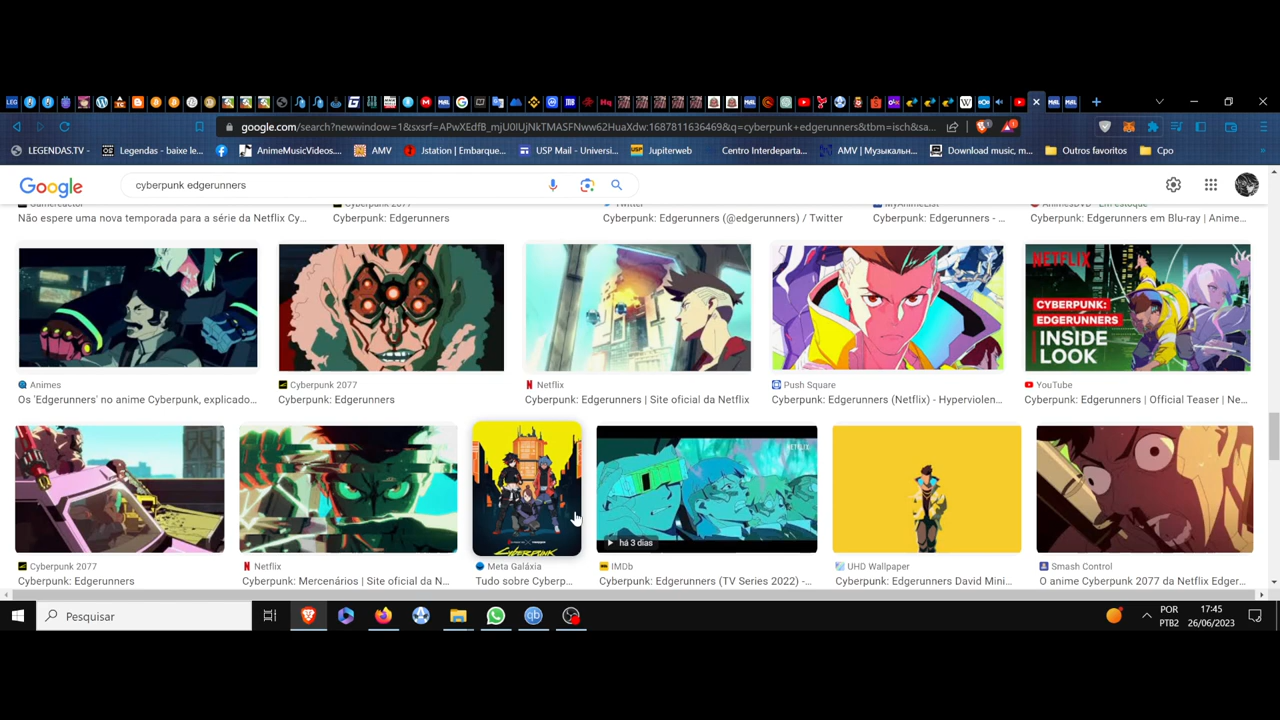 google.com/search?newwindow=1&sxsrf=APwXEdfB_mjU0IUjNkTMASFNww62HuaXdw:1687811636469&q=cyberpunk+edgerunners&tbm=isch&sa...
LEGENDAS.TV - Legendas - baixe le... AnimeMusicVideos.... AMV Jstation | Embarque... USP Mail - Universi... Jupiterweb Centro Interdeparta... AMV | Музыкальн... Download music, m... Outros favoritos Cpo
Google cyberpunk edgerunners
Não espere uma nova temporada para a série da Netflix Cy... Cyberpunk: Edgerunners Cyberpunk: Edgerunners (@edgerunners) / Twitter Cyberpunk: Edgerunners - ... Cyberpunk: Edgerunners em Blu-ray | Anime...
NETFLIX
CYBERPUNK:
EDGERUNNERS
INSIDE
LOOK
Animes Cyberpunk 2077 Netflix Push Square YouTube
Os 'Edgerunners' no anime Cyberpunk, explicado... Cyberpunk: Edgerunners Cyberpunk: Edgerunners | Site oficial da Netflix Cyberpunk: Edgerunners (Netflix) - Hyperviolen... Cyberpunk: Edgerunners | Official Teaser | Ne...
NETFLIX
CYBERPUNK
há 3 dias
Cyberpunk 2077 Netflix Meta Galáxia IMDb UHD Wallpaper Smash Control
Cyberpunk: Edgerunners Cyberpunk: Mercenários | Site oficial da N... Tudo sobre Cyberp... Cyberpunk: Edgerunners (TV Series 2022) -... Cyberpunk: Edgerunners David Mini... O anime Cyberpunk 2077 da Netflix Edger...
Pesquisar
POR 17:45
PTB2 26/06/2023